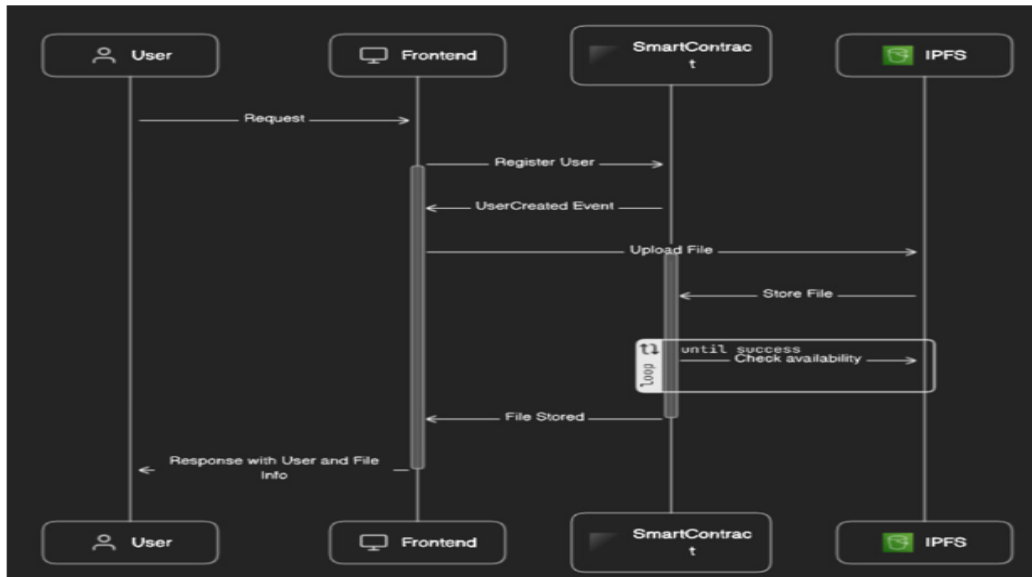 User
Frontend
SmartContrac
t
IPFS
Request
Register User
UserCreated Event
Upload File
Store File
loop
until success
Check availability
File Stored
Response with User and File
Info
User
Frontend
SmartContrac
t
IPFS